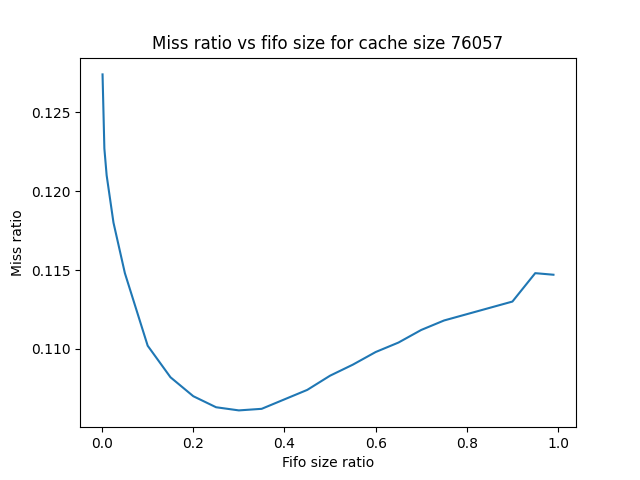 Miss ratio vs fifo size for cache size 76057
0.125
0.120
0.115
0.110
Miss ratio
0.0 0.2 0.4 0.6 0.8 1.0
Fifo size ratio